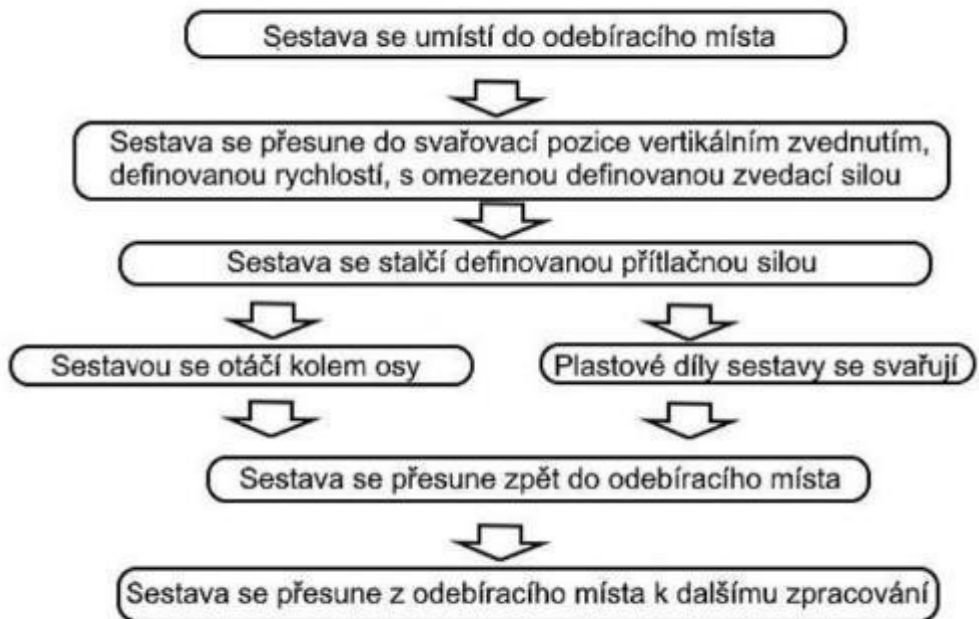 Sestava se umístí do odebíracího místa
Sestava se přesune do svařovací pozice vertikálním zvednutím,
definovanou rychlostí, s omezenou definovanou zvedací silou
Sestava se stalčí definovanou přítlačnou silou
Sestavou se otáčí kolem osy
Plastové díly sestavy se svařují
Sestava se přesune zpět do odebíracího místa
Sestava se přesune z odebíracího místa k dalšímu zpracování